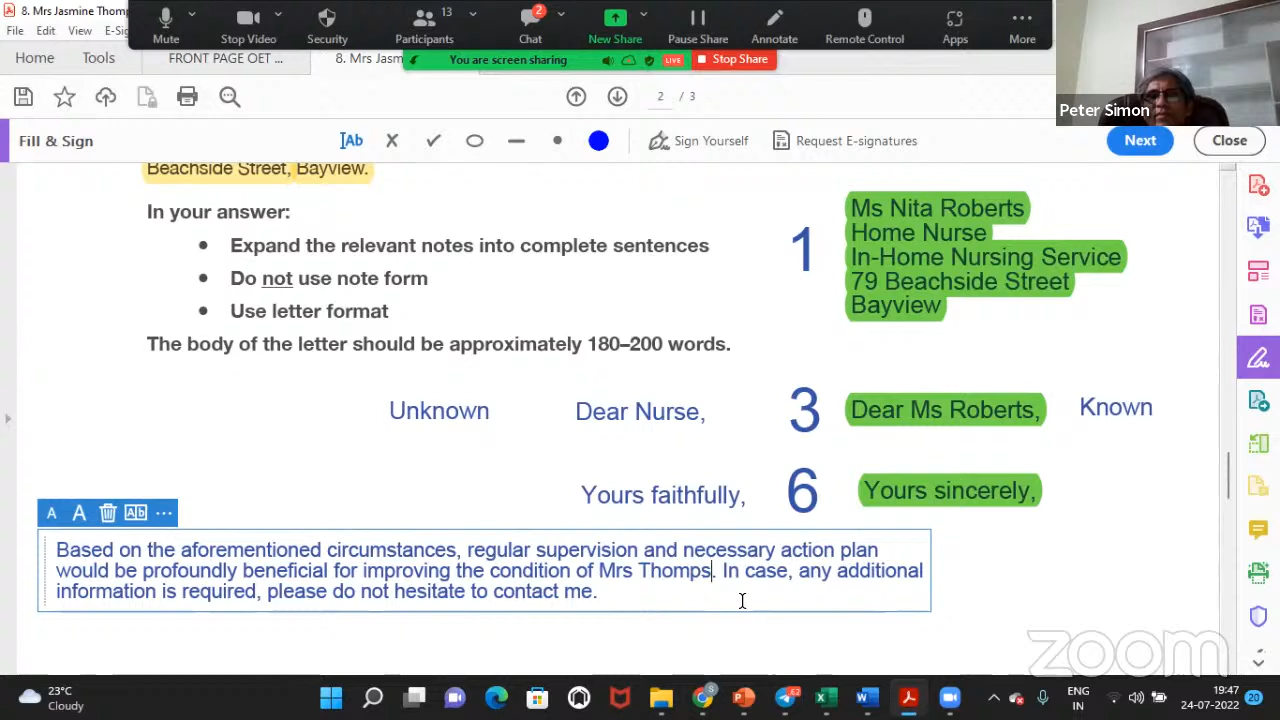 8. Mrs Jasmine Thomp
File Edit View E-Sig
Mute
Stop Video
Security
13
Participants
2
Chat
New Share
Pause Share
Annotate
Remote Control
Apps
More
You are screen sharing
LIVE
Stop Share
Home
Tools
FRONT PAGE OET ...
8. Mrs Jasm
2 / 3
Peter Simon
Fill & Sign
Ab
Sign Yourself
Request E-signatures
Next
Close
Beachside Street, Bayview.
In your answer:
Expand the relevant notes into complete sentences
Do not use note form
Use letter format
The body of the letter should be approximately 180–200 words.
1
Ms Nita Roberts
Home Nurse
In-Home Nursing Service
79 Beachside Street
Bayview
Unknown
Dear Nurse,
3
Dear Ms Roberts,
Known
Yours faithfully,
6
Yours sincerely,
A A Ab ...
Based on the aforementioned circumstances, regular supervision and necessary action plan
would be profoundly beneficial for improving the condition of Mrs Thomps. In case, any additional
information is required, please do not hesitate to contact me.
zoom
23°C
Cloudy
62
ENG
IN
19:47
24-07-2022
20